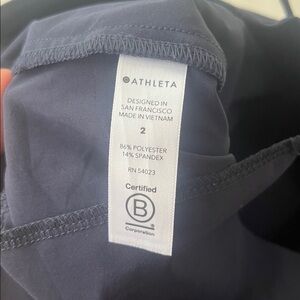 ATHLETA
DESIGNED IN
SAN FRANCISCO
MADE IN VIETNAM
2
86% POLYESTER
14% SPANDEX
RN 54023
Certified
B
Corporation